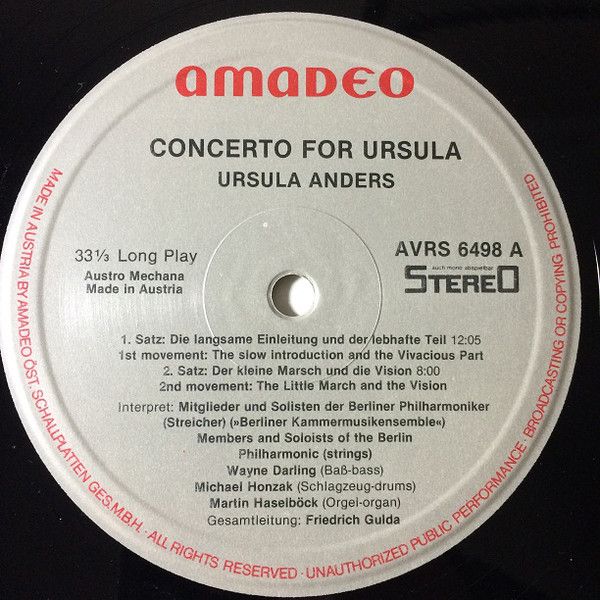 amaDEO
CONCERTO FOR URSULA
URSULA ANDERS
33⅓ Long Play
Austro Mechana
Made in Austria
AVRS 6498 A
auch mono abspielbar
STEREO
1. Satz: Die langsame Einleitung und der lebhafte Teil 12:05
1st movement: The slow introduction and the Vivacious Part
2. Satz: Der kleine Marsch und die Vision 8:00
2nd movement: The Little March and the Vision
Interpret: Mitglieder und Solisten der Berliner Philharmoniker
(Streicher) (»Berliner Kammermusikensemble«)
Members and Soloists of the Berlin
Philharmonic (strings)
Wayne Darling (Baß-bass)
Michael Honzak (Schlagzeug-drums)
Martin Haselböck (Orgel-organ)
Gesamtleitung: Friedrich Gulda
MADE IN AUSTRIA BY AMADEO ÖST. SCHALLPLATTEN GES.M.B.H. · ALL RIGHTS RESERVED · UNAUTHORIZED PUBLIC PERFORMANCE · BROADCASTING OR COPYING PROHIBITED